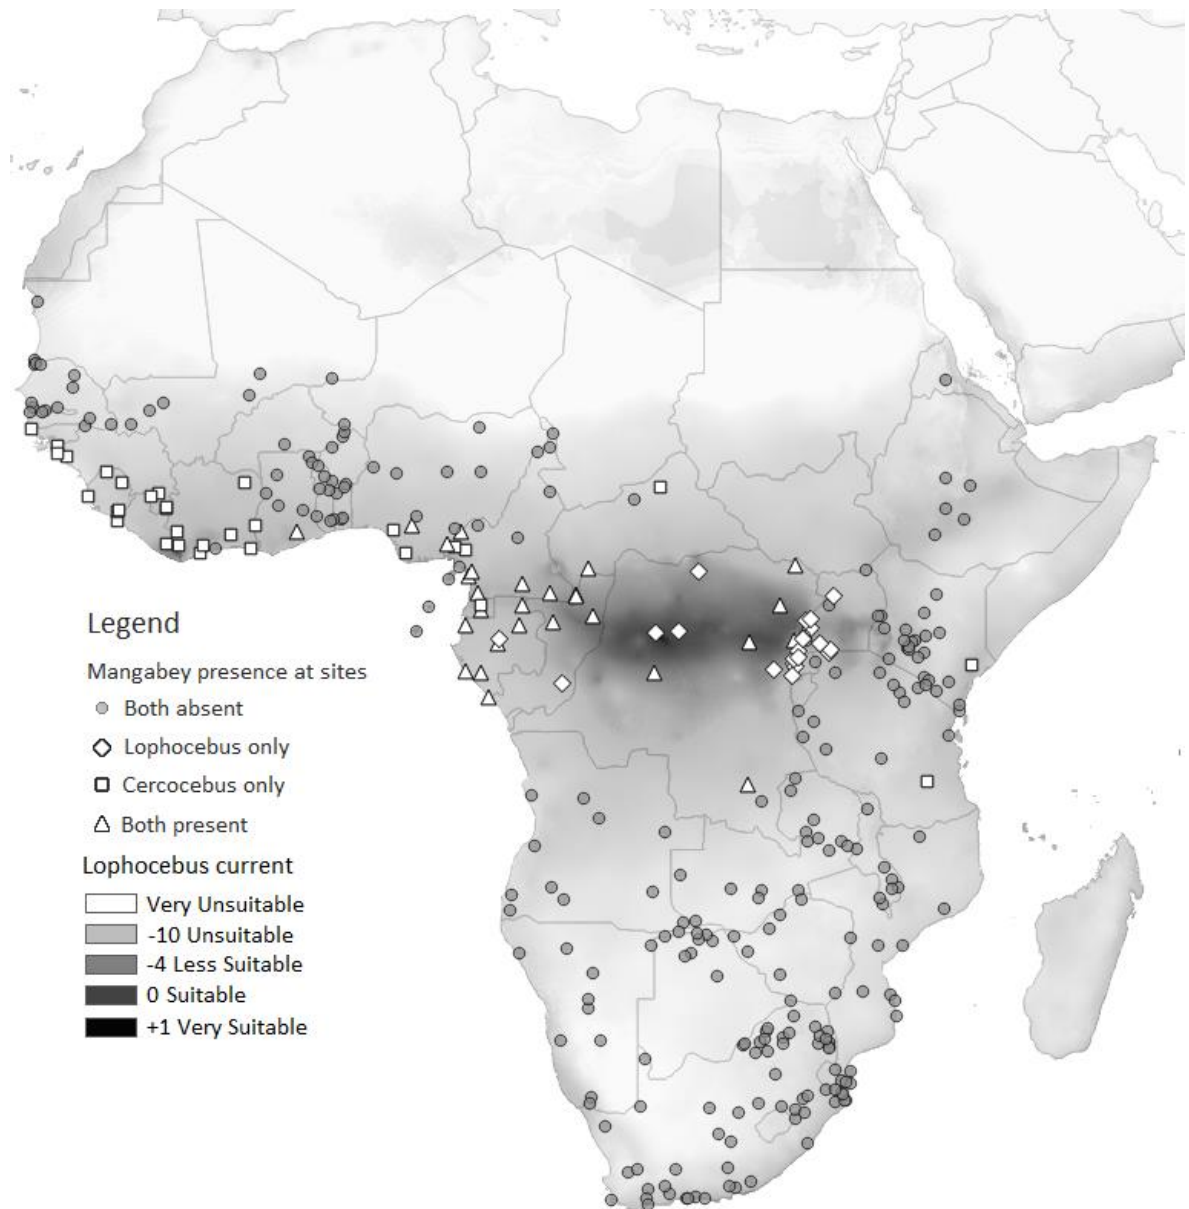 Legend
Mangabey presence at sites
Both absent
Lophocebus only
Cercocebus only
Both present
Lophocebus current
Very Unsuitable
-10 Unsuitable
-4 Less Suitable
0 Suitable
+1 Very Suitable